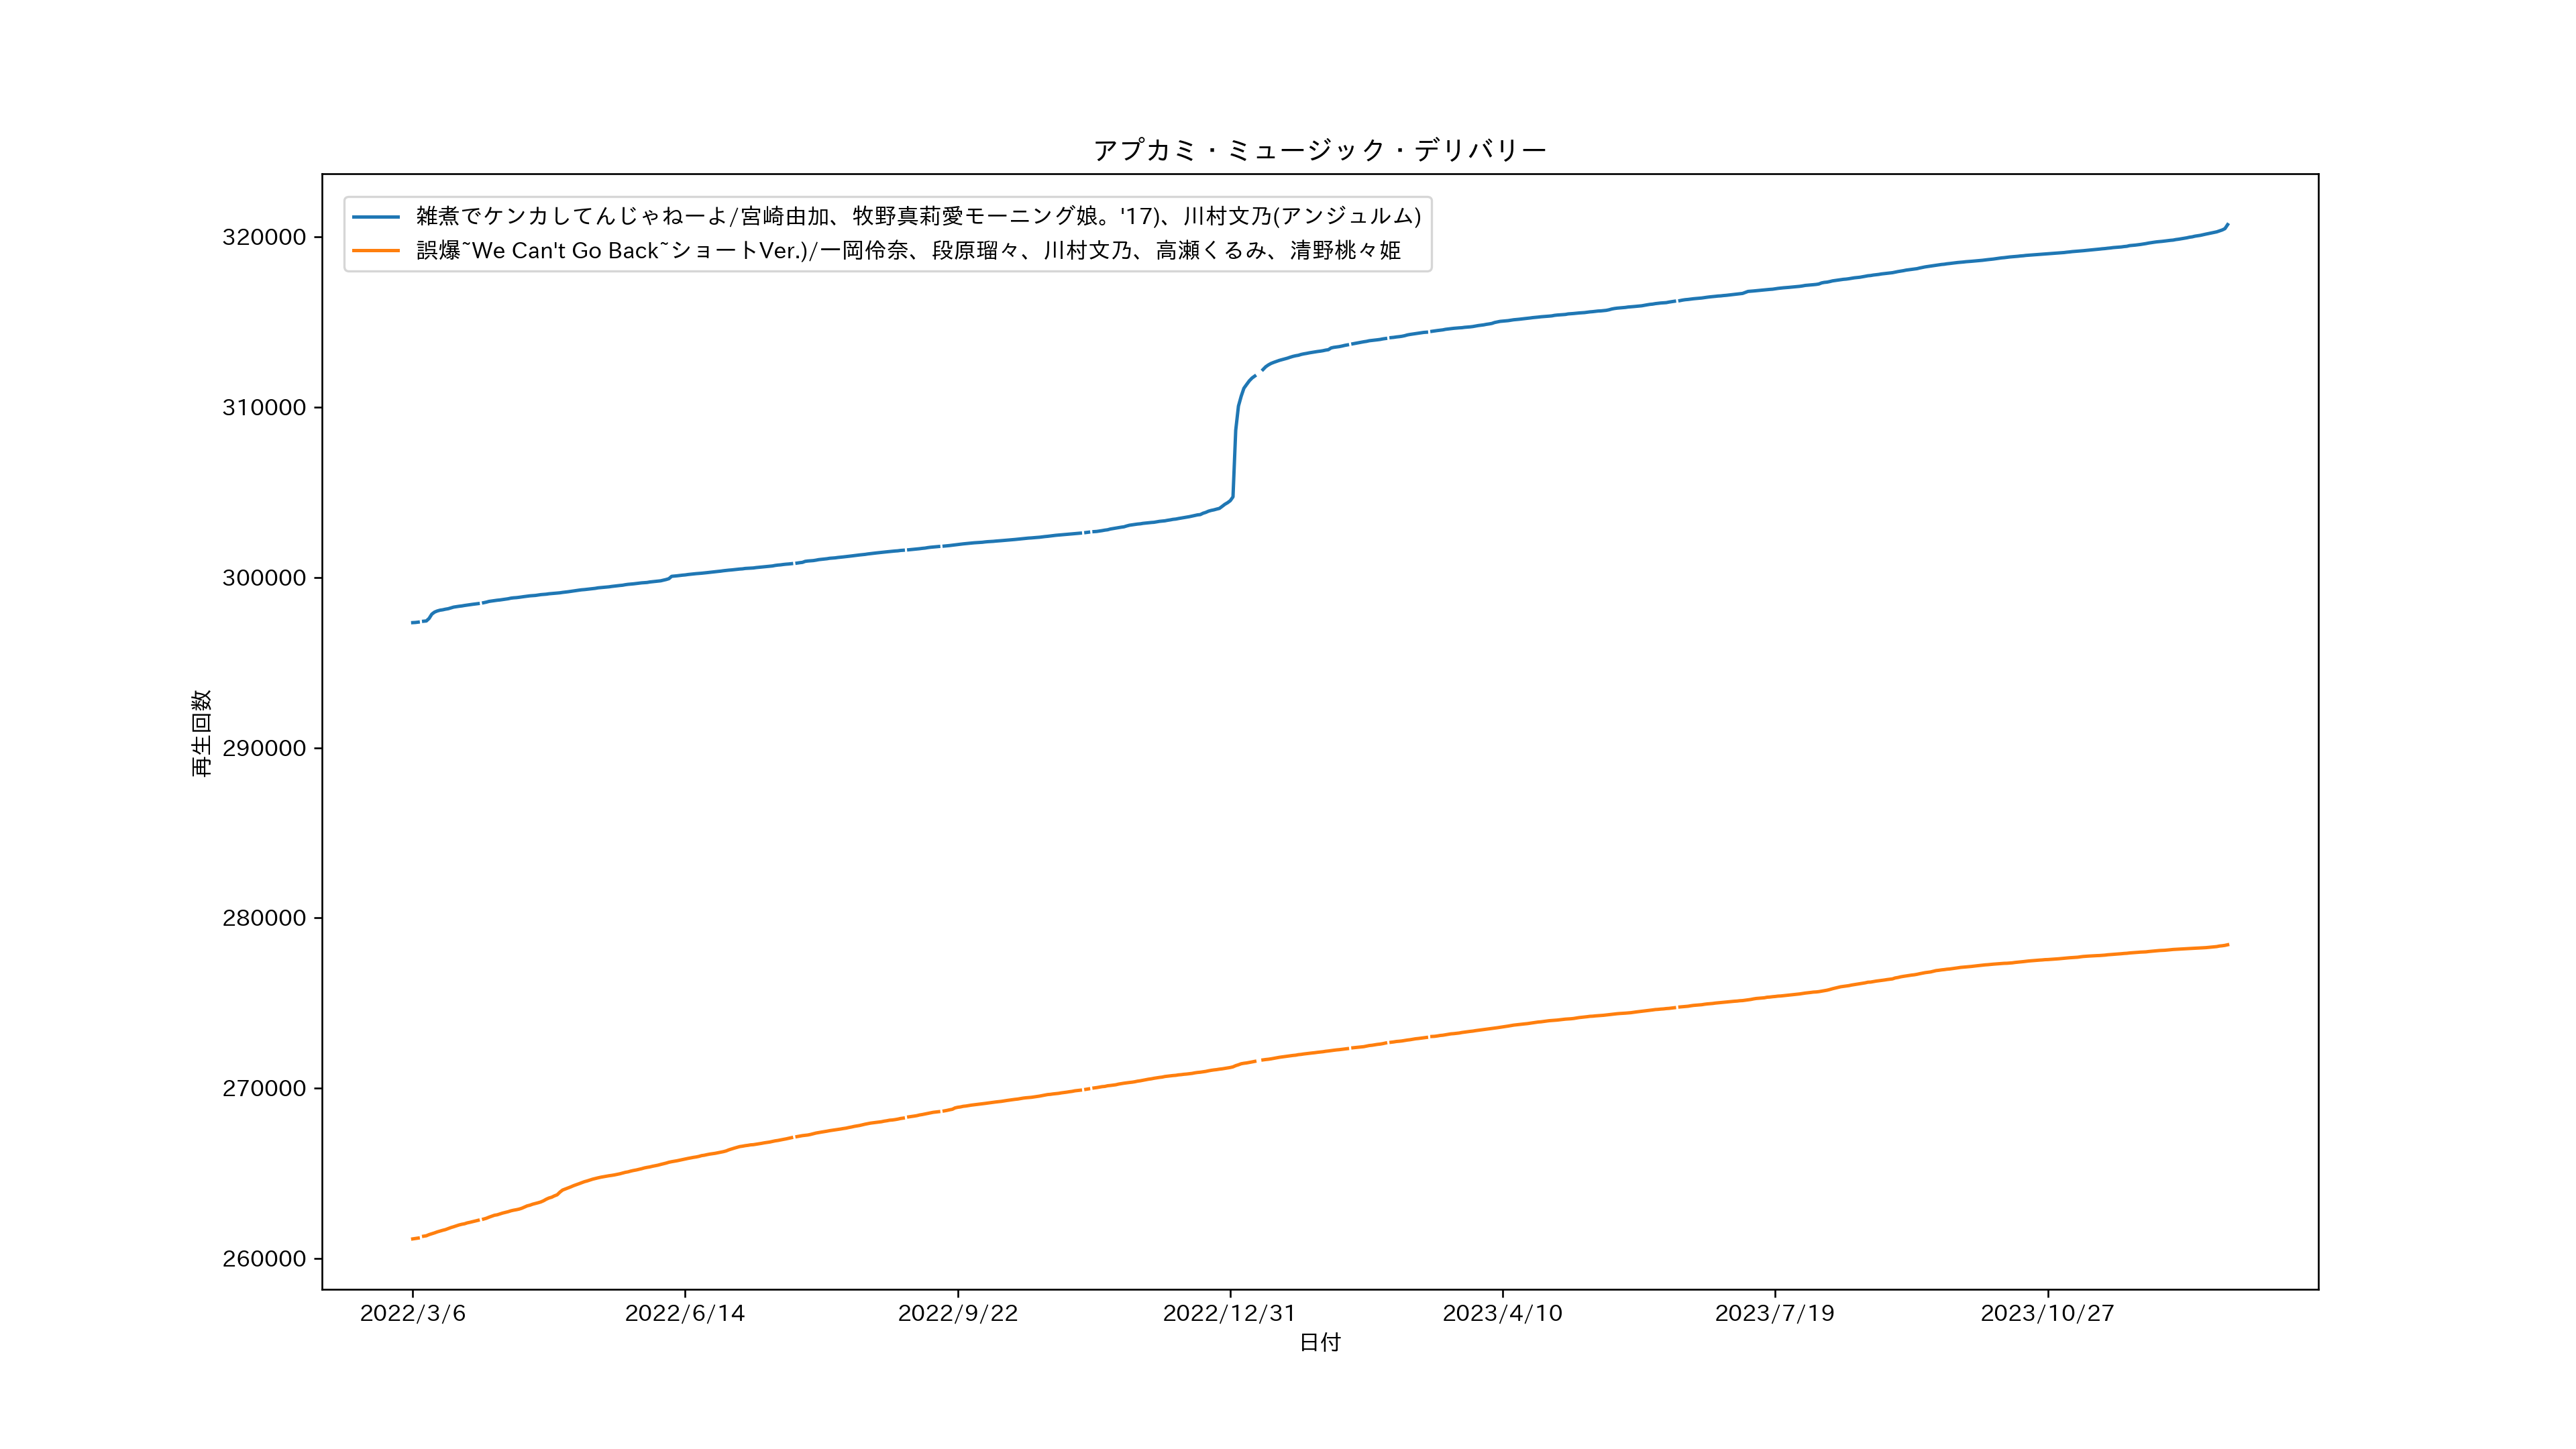 アプカミ・ミュージック・デリバリー
雑煮でケンカしてんじゃねーよ/宮崎由加、牧野真莉愛モーニング娘。'17)、川村文乃(アンジュルム)
誤爆~We Can't Go Back~ショートVer.)/一岡伶奈、段原瑠々、川村文乃、高瀬くるみ、清野桃々姫
320000
310000
300000
290000
280000
270000
260000
再生回数
2022/3/6
2022/6/14
2022/9/22
2022/12/31
2023/4/10
2023/7/19
2023/10/27
日付